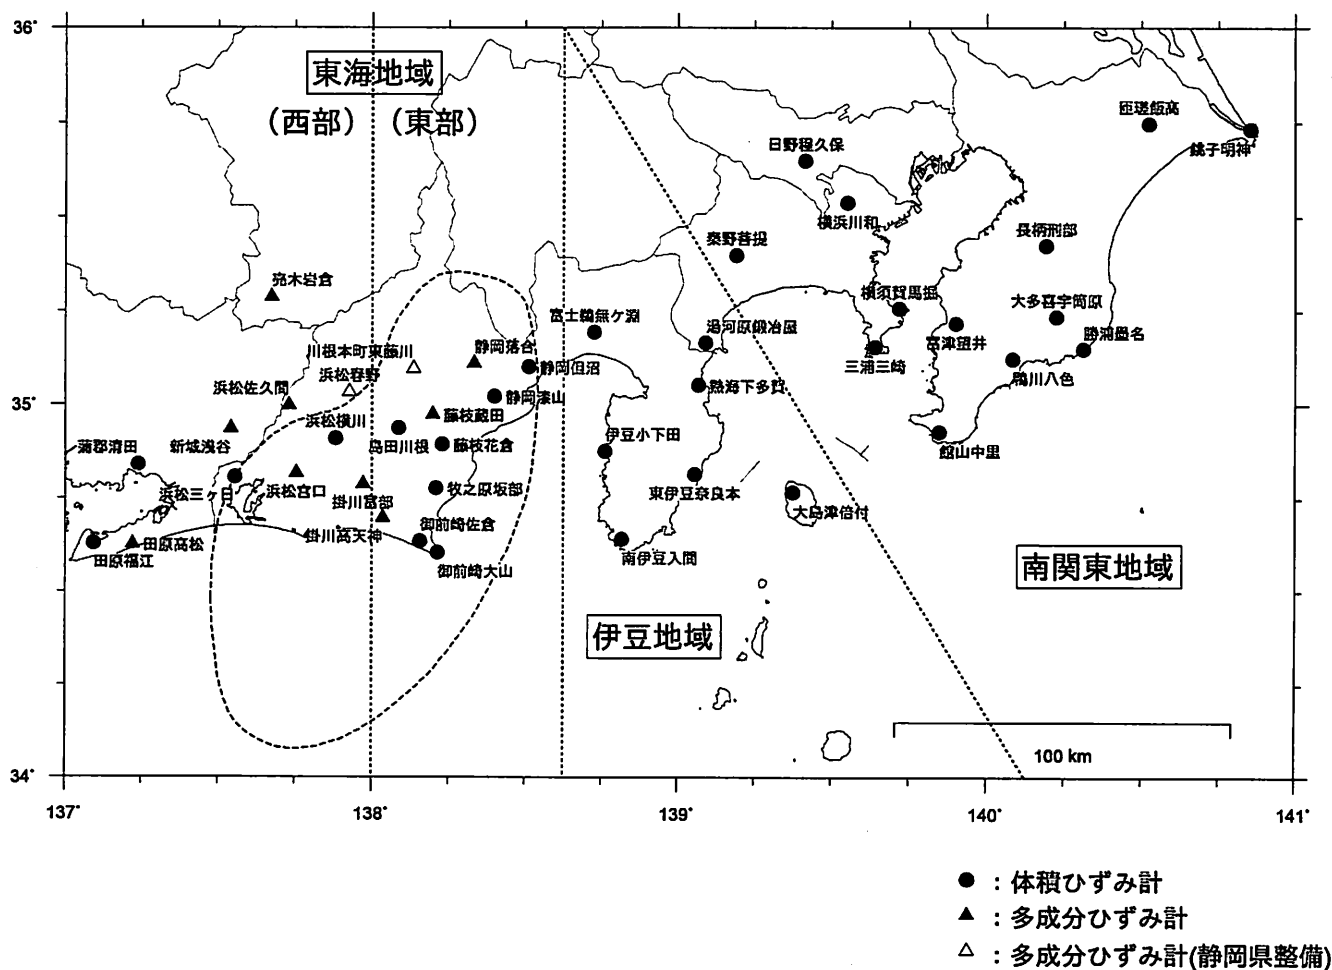 36°
東海地域
(西部) (東部)
匝瑳飯高
銚子明神
日野程久保
横浜川和
秦野菩提
長柄刑部
売木岩倉
横須賀馬堀
大多喜宇筒原
富士鵜無ケ淵
湯河原鍛冶屋
勝浦墨名
富津望井
静岡落合
川根本町東藤川
三浦三崎
静岡但沼
浜松春野
鴨川八色
熱海下多賀
浜松佐久間
静岡漆山
35°
藤枝蔵田
浜松横川
伊豆小下田
新城浅谷
島田川根
藤枝花倉
蒲郡清田
館山中里
浜松三ケ日
浜松宮口
掛川富部
牧之原坂部
東伊豆奈良本
大島津倍付
御前崎佐倉
掛川高天神
田原高松
田原福江
南伊豆入間
御前崎大山
南関東地域
伊豆地域
100 km
34°
137°
138°
139°
140°
141°
● : 体積ひずみ計
▲ : 多成分ひずみ計
△ : 多成分ひずみ計(静岡県整備)